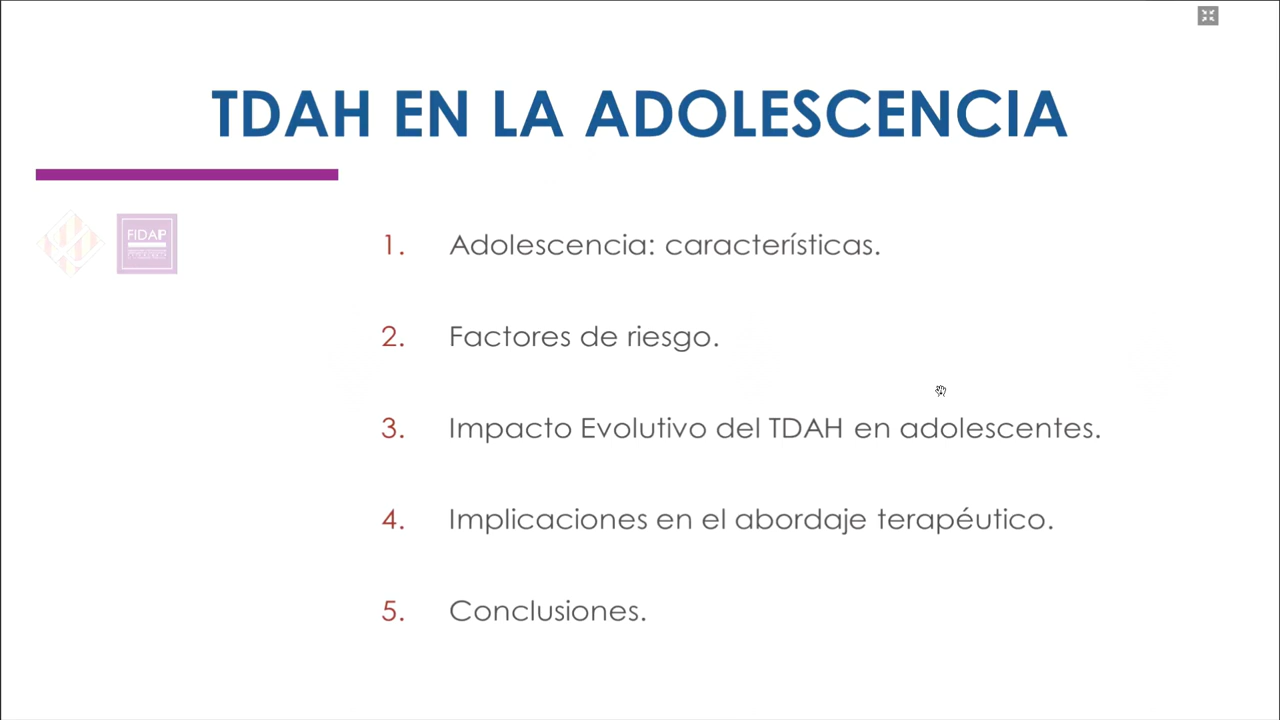 TDAH EN LA ADOLESCENCIA
FIDAP
1. Adolescencia: características.
2. Factores de riesgo.
3. Impacto Evolutivo del TDAH en adolescentes.
4. Implicaciones en el abordaje terapéutico.
5. Conclusiones.